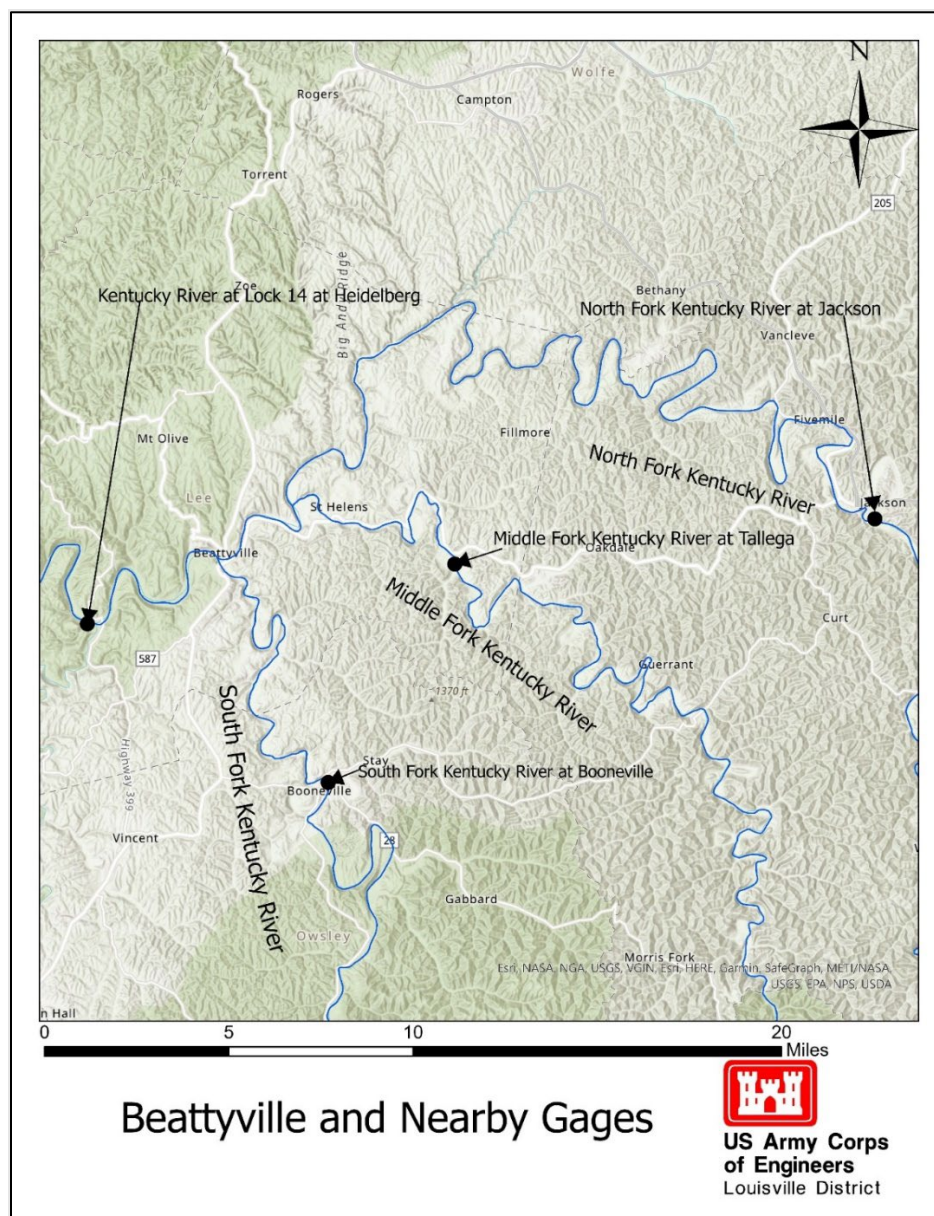 N
Wolfe
Rogers
Campton
Torrent
205
Zoe
Kentucky River at Lock 14 at Heidelberg
Bethany
North Fork Kentucky River at Jackson
Vancleve
Mt Olive
Fillmore
Fivemile
North Fork Kentucky River
Lee
St Helens
Jackson
Beattyville
Middle Fork Kentucky River at Tallega
Oakdale
Middle Fork Kentucky River
Curt
587
Guerrant
1370 ft
South Fork Kentucky River
Stay
South Fork Kentucky River at Booneville
Booneville
Highway 399
Vincent
28
Gabbard
Owsley
Morris Fork
Esri, NASA, NGA, USGS, VGIN, Esri, HERE, Garmin, SafeGraph, METI/NASA,
USGS, EPA, NPS, USDA
n Hall
0 5 10 20
Miles
Beattyville and Nearby Gages
US Army Corps
of Engineers
Louisville District